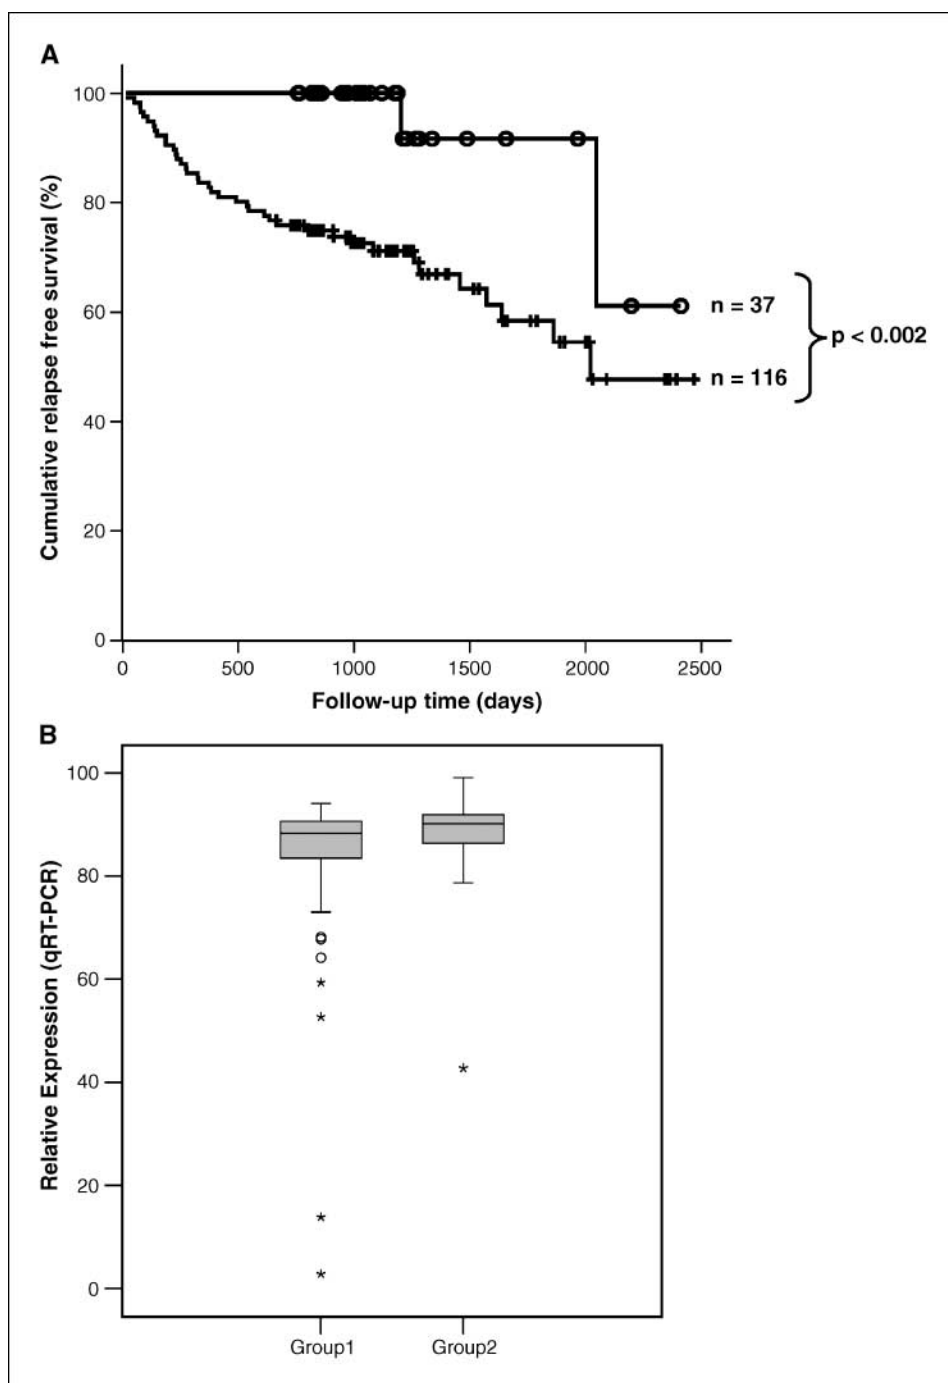 A
Cumulative relapse free survival (%)
100
80
60
40
20
0
n = 37
n = 116
p < 0.002
0 500 1000 1500 2000 2500
Follow-up time (days)
B
Relative Expression (qRT-PCR)
100
80
60
40
20
0
Group1 Group2